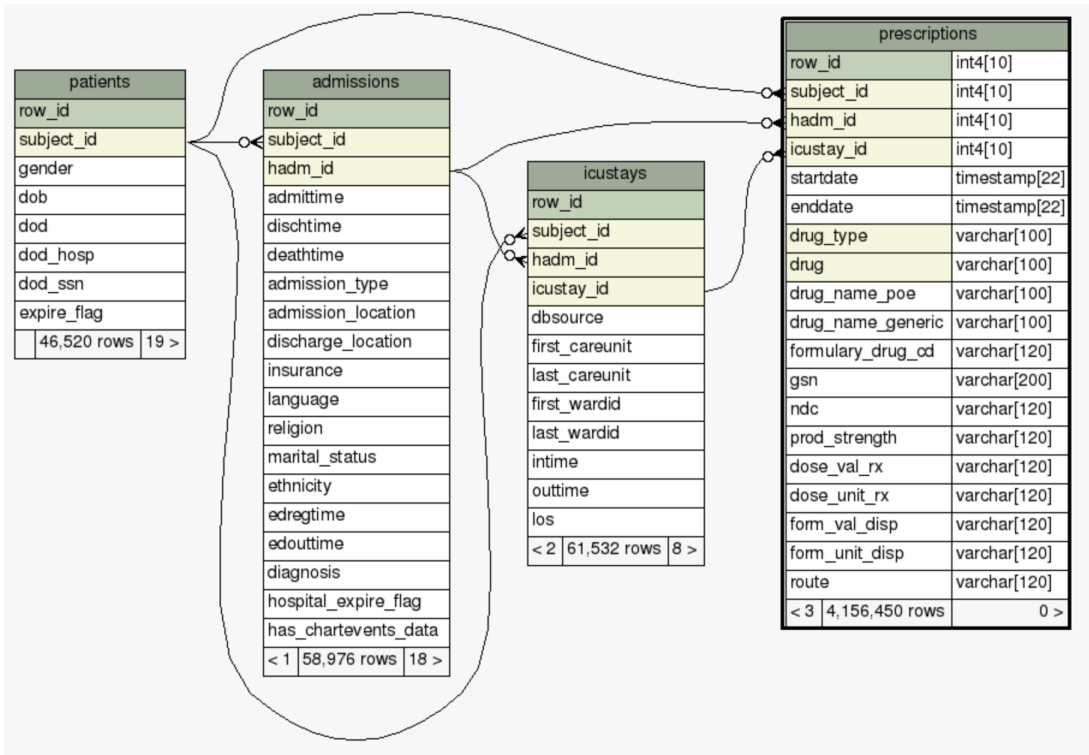 patients
row_id
subject_id
gender
dob
dod
dod_hosp
dod_ssn
expire_flag
46,520 rows 19 >
admissions
row_id
subject_id
hadm_id
admittime
dischtime
deathtime
admission_type
admission_location
discharge_location
insurance
language
religion
marital_status
ethnicity
edregtime
edouttime
diagnosis
hospital_expire_flag
has_chartevents_data
< 1 58,976 rows 18 >
icustays
row_id
subject_id
hadm_id
icustay_id
dbsource
first_careunit
last_careunit
first_wardid
last_wardid
intime
outtime
los
< 2 61,532 rows 8 >
prescriptions
row_id int4[10]
subject_id int4[10]
hadm_id int4[10]
icustay_id int4[10]
startdate timestamp[22]
enddate timestamp[22]
drug_type varchar[100]
drug varchar[100]
drug_name_poe varchar[100]
drug_name_generic varchar[100]
formulary_drug_cd varchar[120]
gsn varchar[200]
ndc varchar[120]
prod_strength varchar[120]
dose_val_rx varchar[120]
dose_unit_rx varchar[120]
form_val_disp varchar[120]
form_unit_disp varchar[120]
route varchar[120]
< 3 4,156,450 rows 0 >